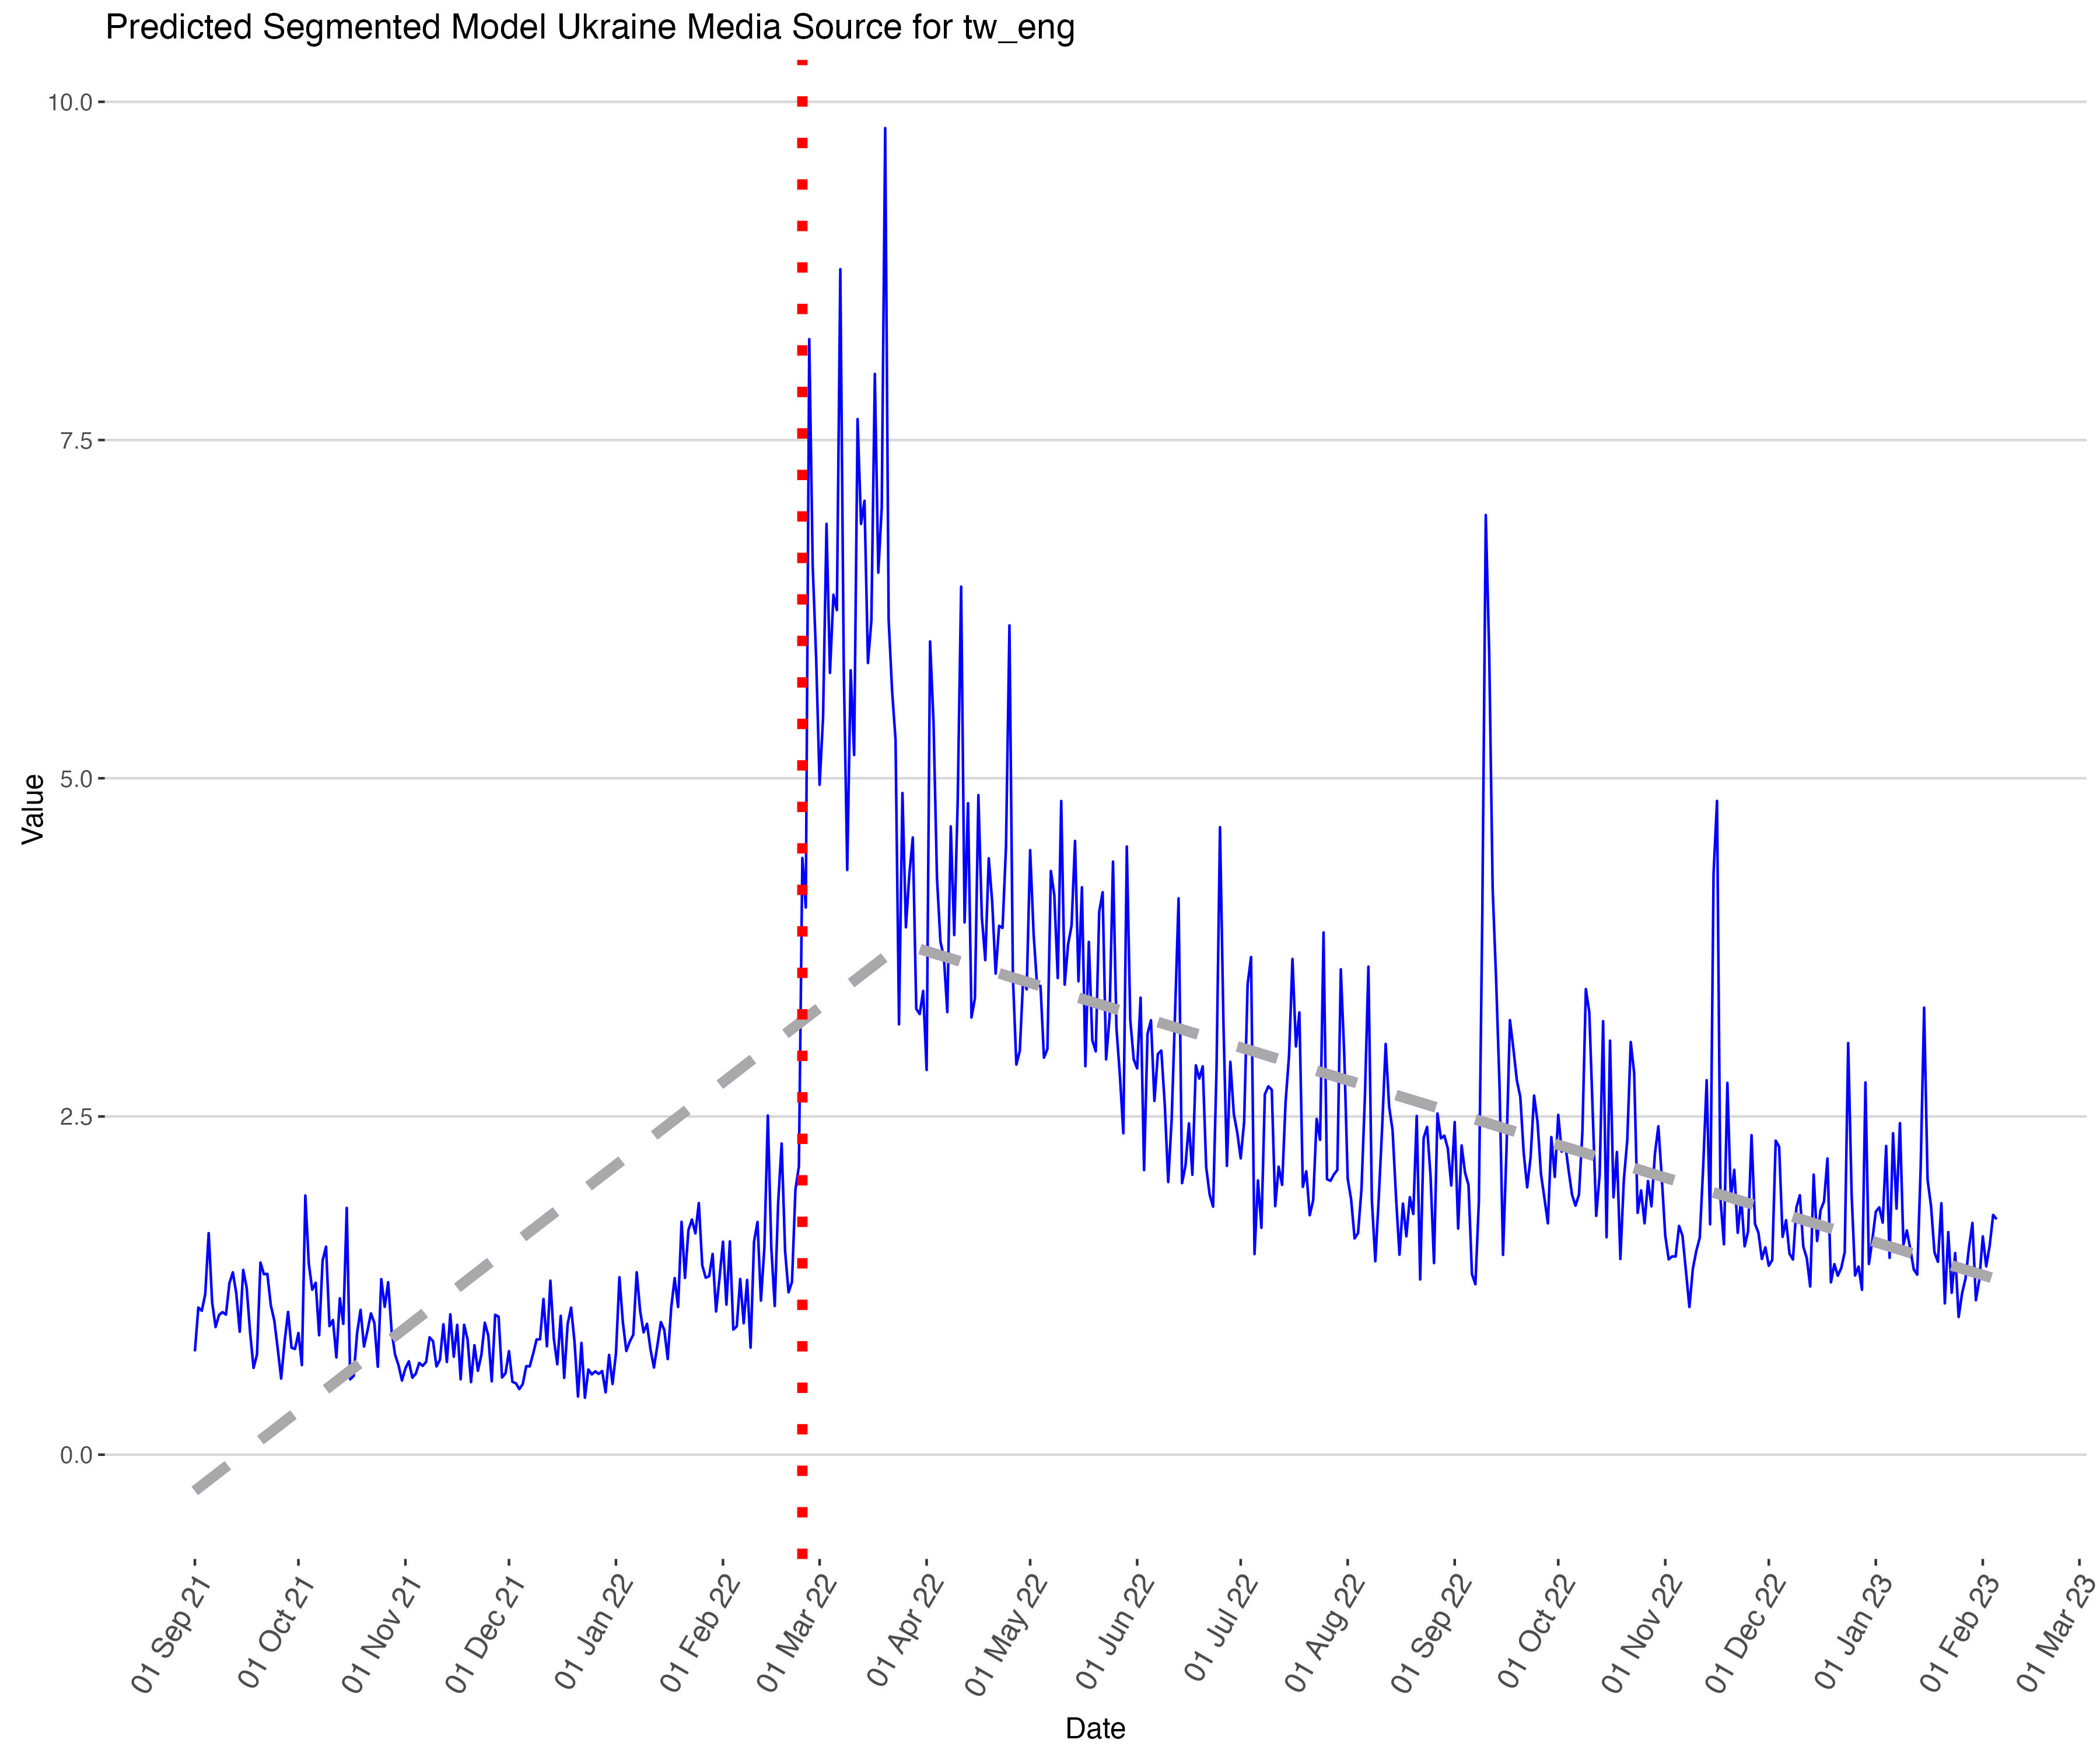 Predicted Segmented Model Ukraine Media Source for tw_eng
10.0
7.5
5.0
2.5
0.0
Value
01 Sep 21
01 Oct 21
01 Nov 21
01 Dec 21
01 Jan 22
01 Feb 22
01 Mar 22
01 Apr 22
01 May 22
01 Jun 22
01 Jul 22
01 Aug 22
01 Sep 22
01 Oct 22
01 Nov 22
01 Dec 22
01 Jan 23
01 Feb 23
01 Mar 23
Date